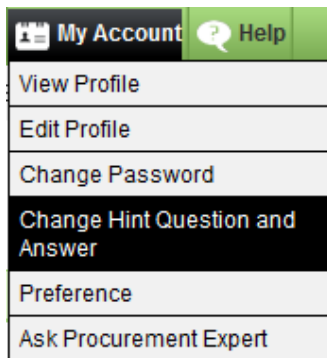 My Account Help
View Profile
Edit Profile
Change Password
Change Hint Question and
Answer
Preference
Ask Procurement Expert